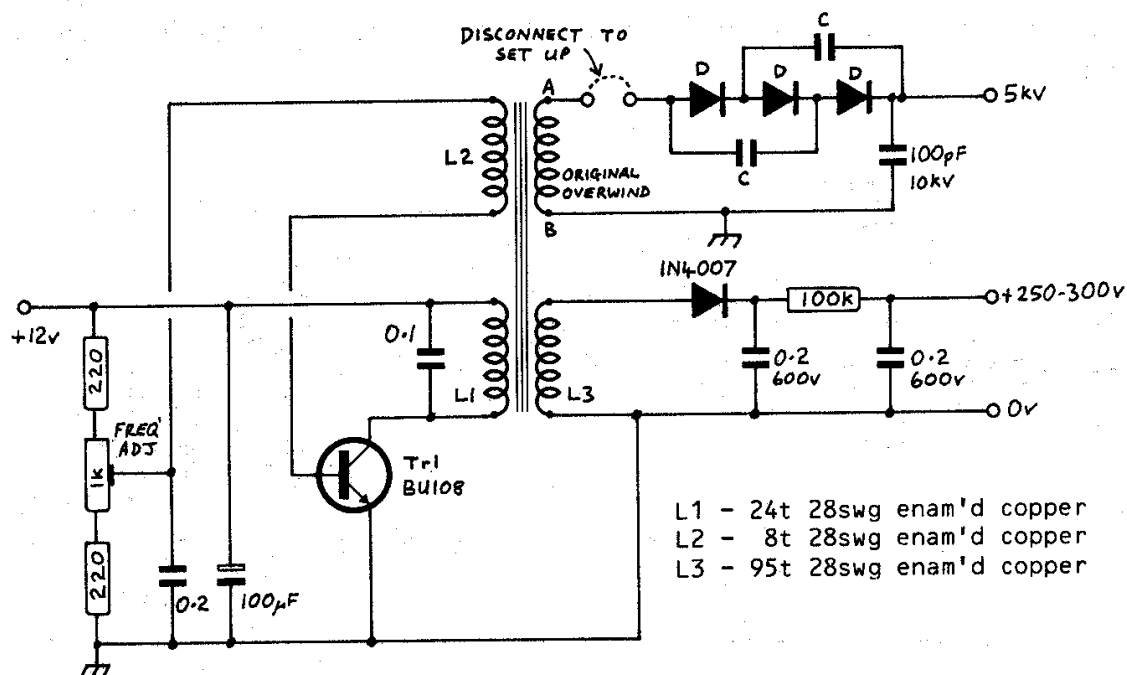 DISCONNECT TO
SET UP
C
D
D
D
A
5kv
L2
ORIGINAL
OVERWIND
C
100pF
10kv
B
1N4007
+12v
0.1
100k
+250-300v
220
L1
L3
0.2
600v
0.2
600v
0v
FREQ'
ADJ
1k
Tr1
BU108
220
0.2
100µF
L1 - 24t 28swg enam'd copper
L2 - 8t 28swg enam'd copper
L3 - 95t 28swg enam'd copper